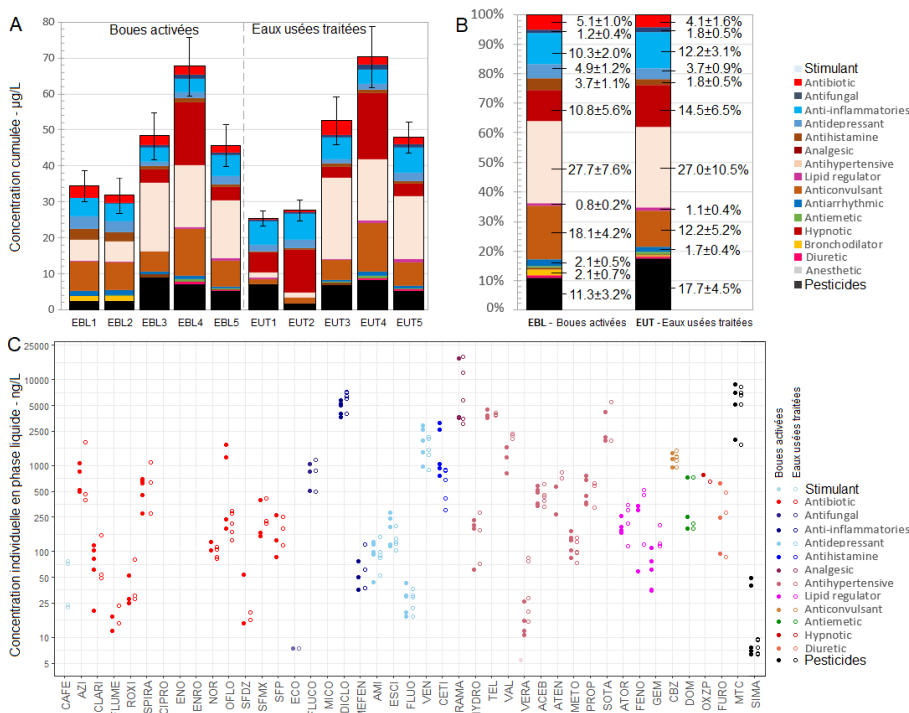 A
Boues activées
Eaux usées traitées
Concentration cumulée - µg/L
80
70
60
50
40
30
20
10
0
EBL1
EBL2
EBL3
EBL4
EBL5
EUT1
EUT2
EUT3
EUT4
EUT5
B
100%
90%
80%
70%
60%
50%
40%
30%
20%
10%
0%
5.1±1.0%
1.2±0.4%
10.3±2.0%
4.9±1.2%
3.7±1.1%
10.8±5.6%
27.7±7.6%
0.8±0.2%
18.1±4.2%
2.1±0.5%
2.1±0.7%
11.3±3.2%
4.1±1.6%
1.8±0.5%
12.2±3.1%
3.7±0.9%
1.8±0.5%
14.5±6.5%
27.0±10.5%
1.1±0.4%
12.2±5.2%
1.7±0.4%
17.7±4.5%
EBL - Boues activées
EUT - Eaux usées traitées
Stimulant
Antibiotic
Antifungal
Anti-inflammatories
Antidepressant
Antihistamine
Analgesic
Antihypertensive
Lipid regulator
Anticonvulsant
Antiarrhythmic
Antiemetic
Hypnotic
Bronchodilator
Diuretic
Anesthetic
Pesticides
C
Concentration individuelle en phase liquide - ng/L
25000
10000
5000
2500
1000
500
250
100
50
25
10
5
CAFE
AZI
CLARI
FLUME
ROXI
SPIRA
CIPRO
ENO
ENRO
NOR
OFLO
SFDZ
SFMX
SFP
ECO
FLUCO
MICO
DICLO
MEFEN
AMI
ESCI
FLUO
VEN
CETI
RAMA
HYDRO
TEL
VAL
VERA
ACEB
ATEN
METO
PROP
SOTA
ATOR
FENO
GEM
CBZ
DOM
OXZP
FURO
MTC
SIMA
Boues activées
Eaux usées traitées
Stimulant
Antibiotic
Antifungal
Anti-inflammatories
Antidepressant
Antihistamine
Analgesic
Antihypertensive
Lipid regulator
Anticonvulsant
Antiemetic
Hypnotic
Diuretic
Pesticides